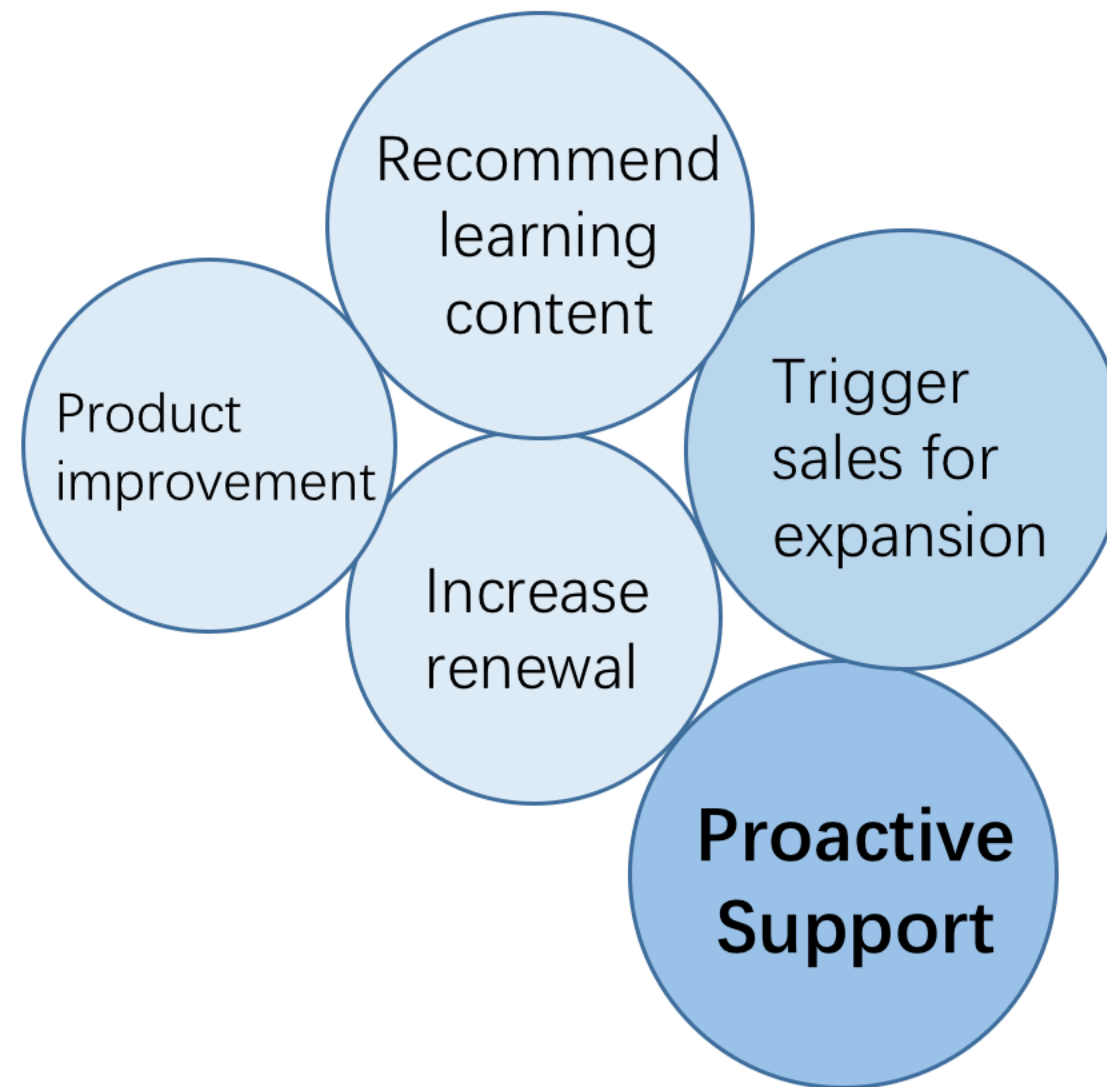 Recommend
learning
content
Product
improvement
Trigger
sales for
expansion
Increase
renewal
Proactive
Support